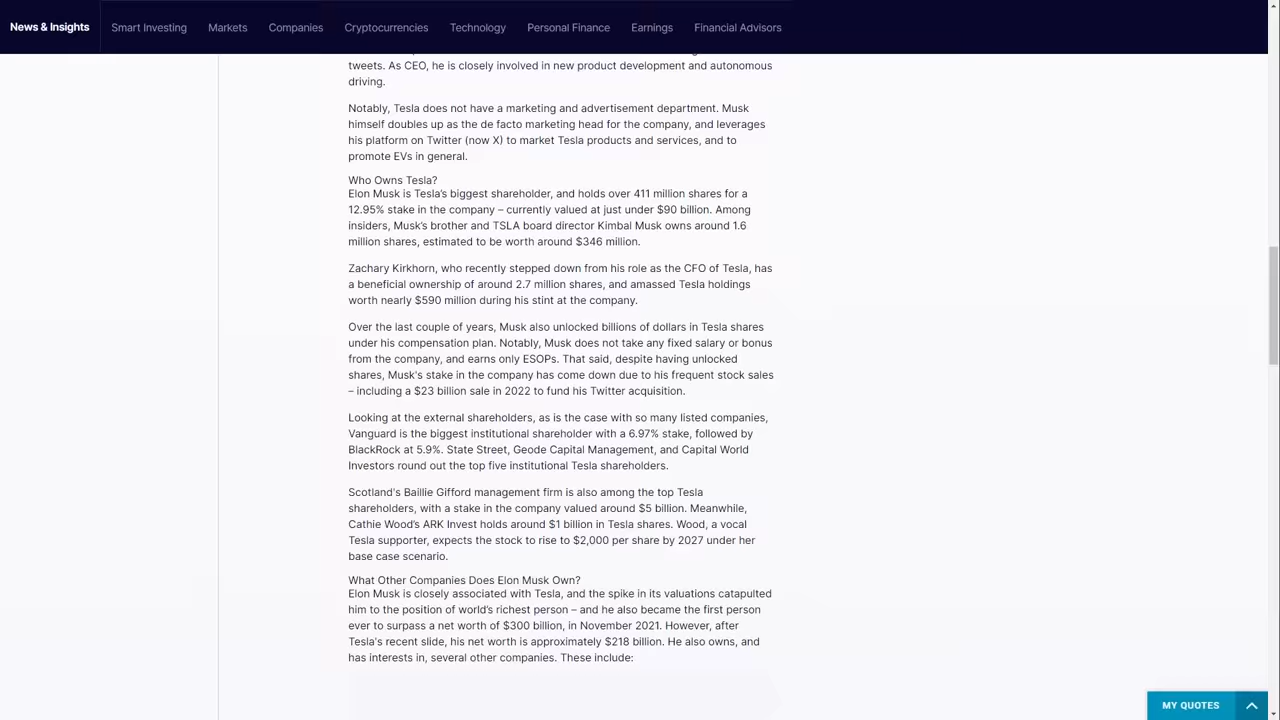 News & Insights
Smart Investing
Markets
Companies
Cryptocurrencies
Technology
Personal Finance
Earnings
Financial Advisors
tweets. As CEO, he is closely involved in new product development and autonomous
driving.
Notably, Tesla does not have a marketing and advertisement department. Musk
himself doubles up as the de facto marketing head for the company, and leverages
his platform on Twitter (now X) to market Tesla products and services, and to
promote EVs in general.
Who Owns Tesla?
Elon Musk is Tesla’s biggest shareholder, and holds over 411 million shares for a
12.95% stake in the company – currently valued at just under $90 billion. Among
insiders, Musk’s brother and TSLA board director Kimbal Musk owns around 1.6
million shares, estimated to be worth around $346 million.
Zachary Kirkhorn, who recently stepped down from his role as the CFO of Tesla, has
a beneficial ownership of around 2.7 million shares, and amassed Tesla holdings
worth nearly $590 million during his stint at the company.
Over the last couple of years, Musk also unlocked billions of dollars in Tesla shares
under his compensation plan. Notably, Musk does not take any fixed salary or bonus
from the company, and earns only ESOPs. That said, despite having unlocked
shares, Musk's stake in the company has come down due to his frequent stock sales
– including a $23 billion sale in 2022 to fund his Twitter acquisition.
Looking at the external shareholders, as is the case with so many listed companies,
Vanguard is the biggest institutional shareholder with a 6.97% stake, followed by
BlackRock at 5.9%. State Street, Geode Capital Management, and Capital World
Investors round out the top five institutional Tesla shareholders.
Scotland's Baillie Gifford management firm is also among the top Tesla
shareholders, with a stake in the company valued around $5 billion. Meanwhile,
Cathie Wood’s ARK Invest holds around $1 billion in Tesla shares. Wood, a vocal
Tesla supporter, expects the stock to rise to $2,000 per share by 2027 under her
base case scenario.
What Other Companies Does Elon Musk Own?
Elon Musk is closely associated with Tesla, and the spike in its valuations catapulted
him to the position of world’s richest person – and he also became the first person
ever to surpass a net worth of $300 billion, in November 2021. However, after
Tesla's recent slide, his net worth is approximately $218 billion. He also owns, and
has interests in, several other companies. These include:
MY QUOTES